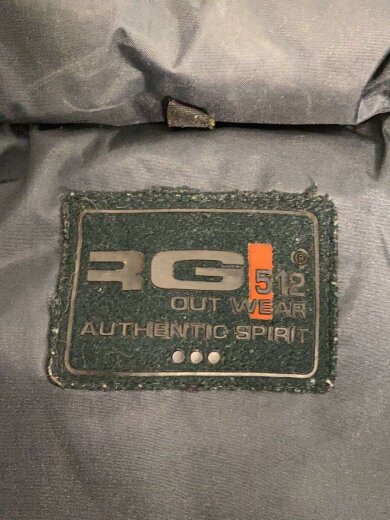 RG 512 ®
OUT WEAR
AUTHENTIC SPIRIT